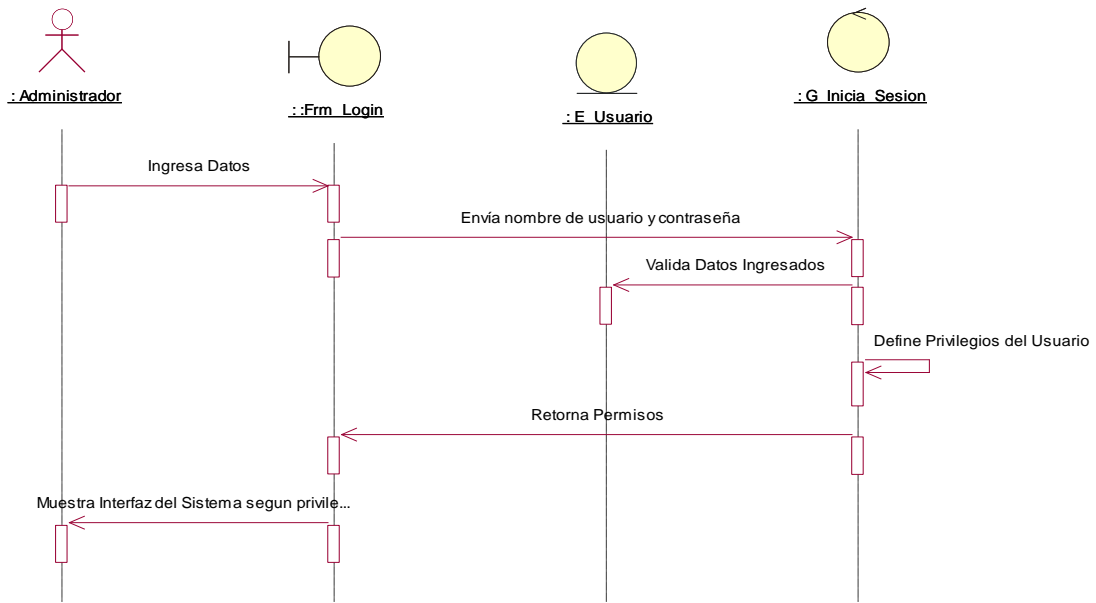 : Administrador
: :Frm_Login
: E_Usuario
: G_Inicia_Sesion
Ingresa Datos
Envía nombre de usuario y contraseña
Valida Datos Ingresados
Define Privilegios del Usuario
Retorna Permisos
Muestra Interfaz del Sistema segun privile...